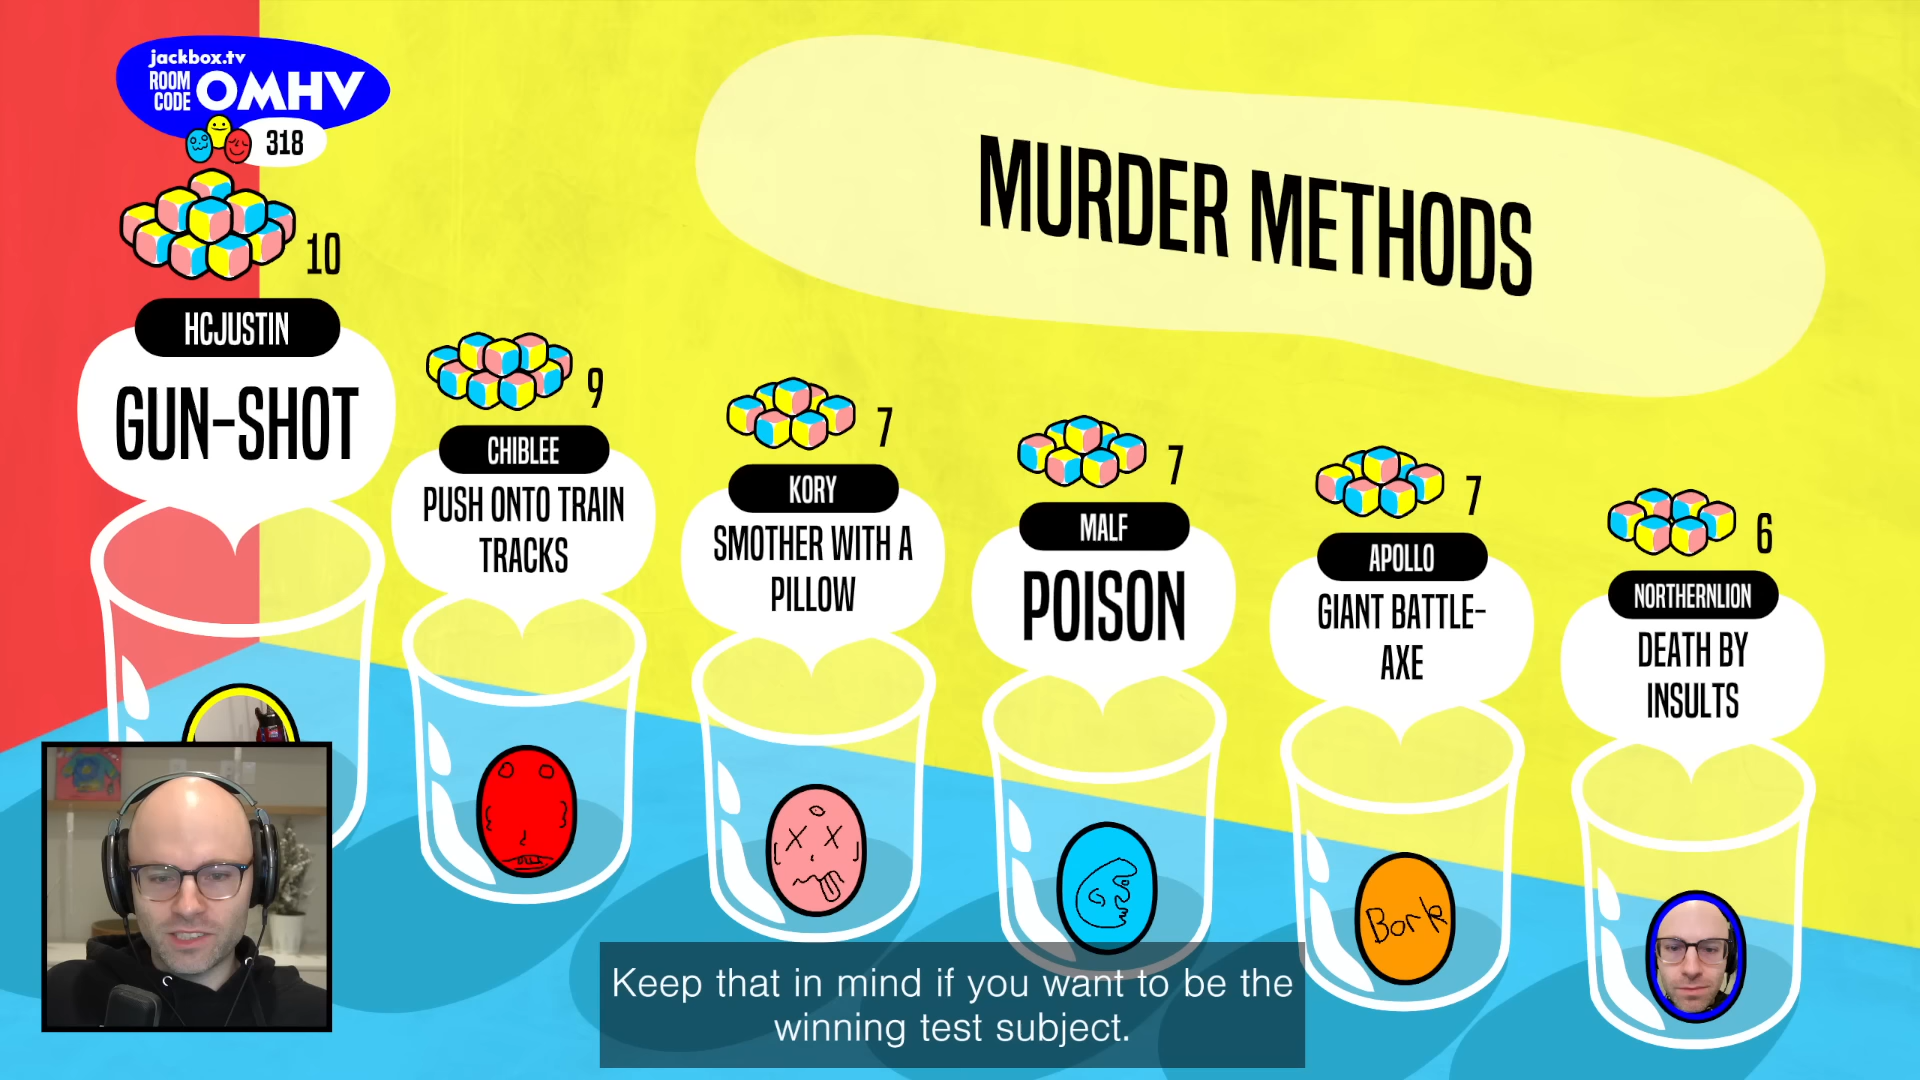 jackbox.tv
ROOM
CODE
OMHV
318
MURDER METHODS
10
HCJUSTIN
GUN-SHOT
9
CHIBLEE
PUSH ONTO TRAIN
TRACKS
7
KORY
SMOTHER WITH A
PILLOW
7
MALF
POISON
7
APOLLO
GIANT BATTLE-
AXE
6
NORTHERNLION
DEATH BY
INSULTS
Bork
Keep that in mind if you want to be the
winning test subject.